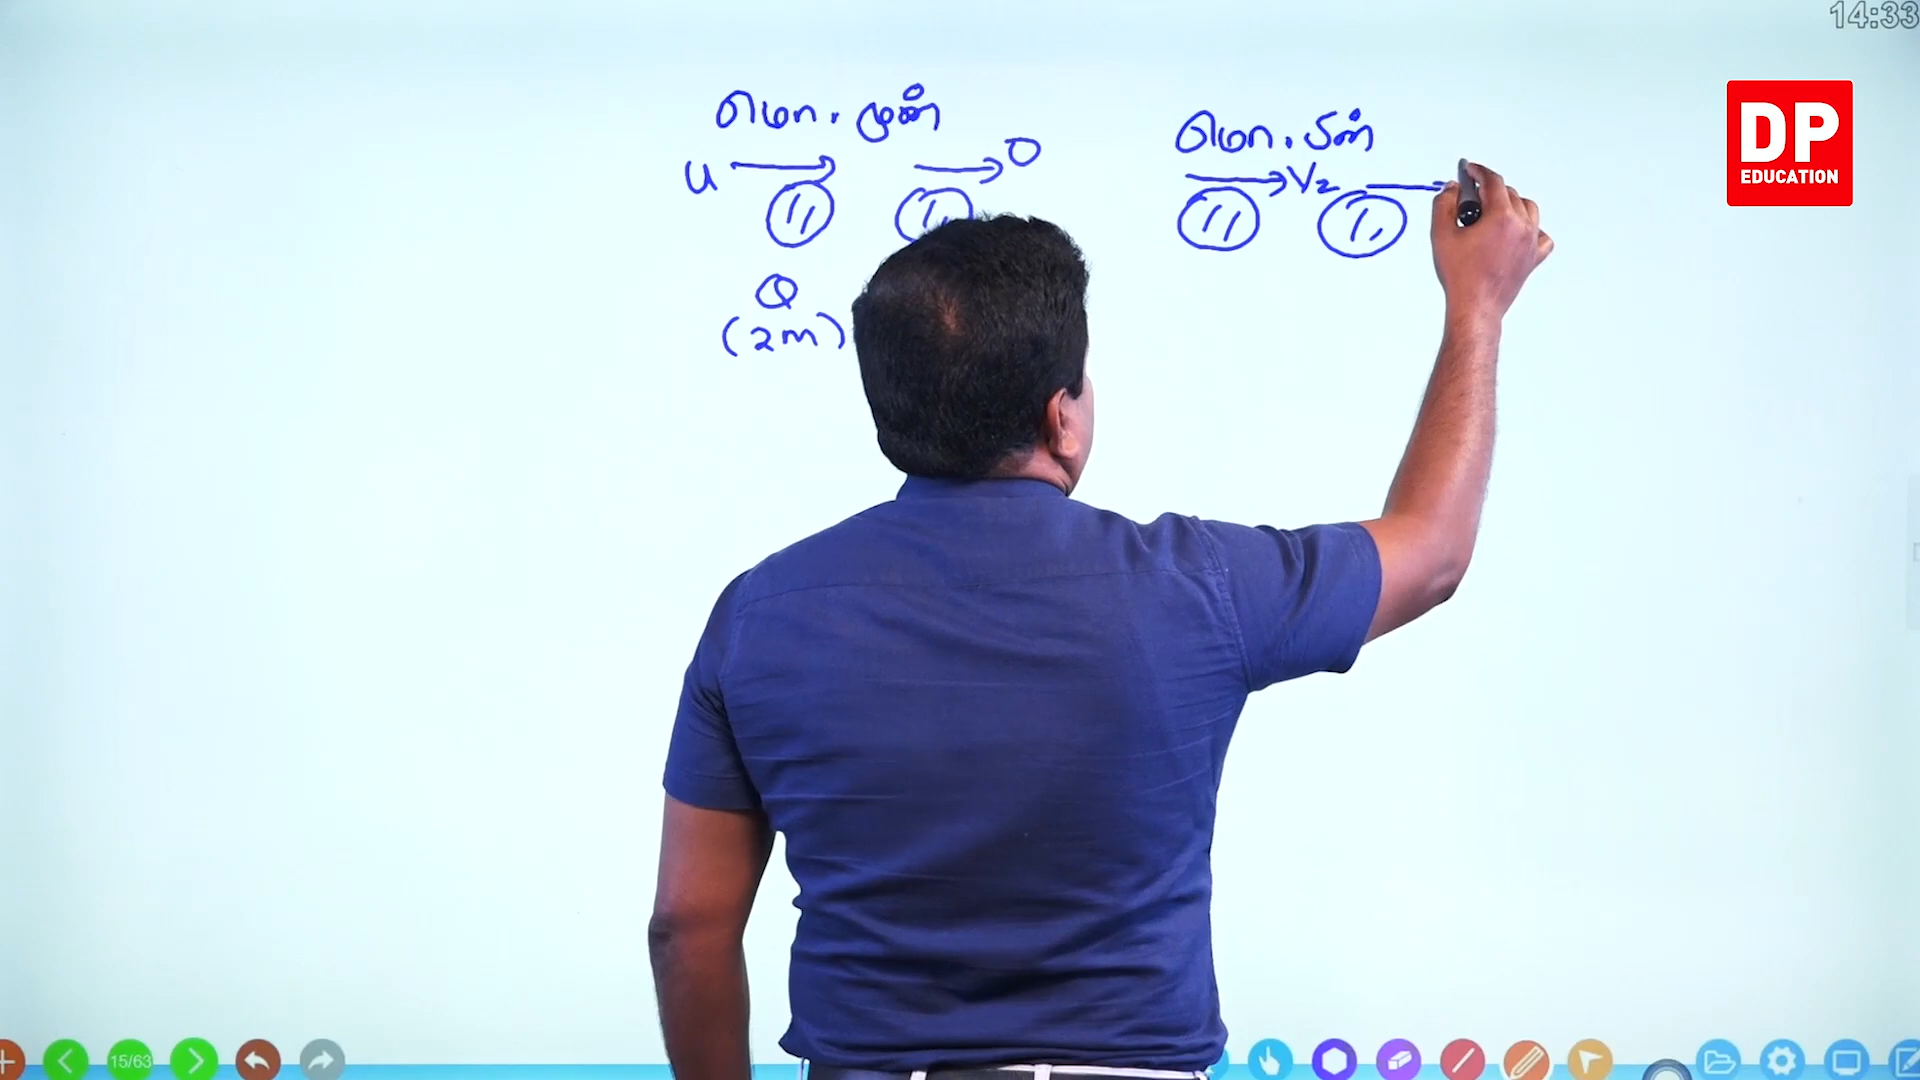 14:33
DP
EDUCATION
மொ. முன்
மொ. பின்
u → → 0
→ V₂ →
Q
(2m)
15/63